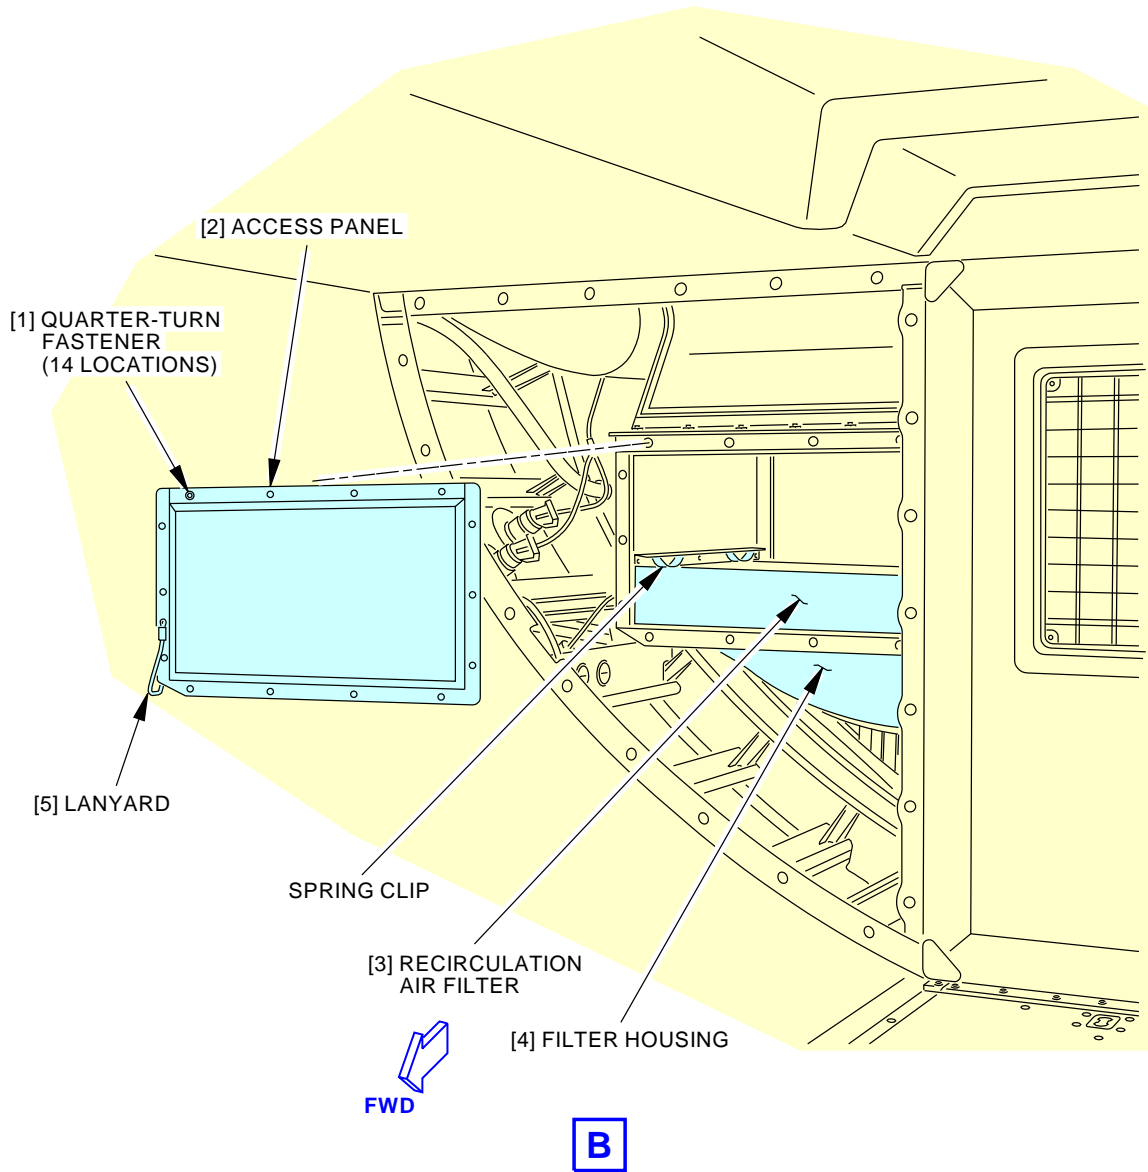 [2] ACCESS PANEL
[1] QUARTER-TURN
FASTENER
(14 LOCATIONS)
[5] LANYARD
SPRING CLIP
[3] RECIRCULATION
AIR FILTER
[4] FILTER HOUSING
FWD
B